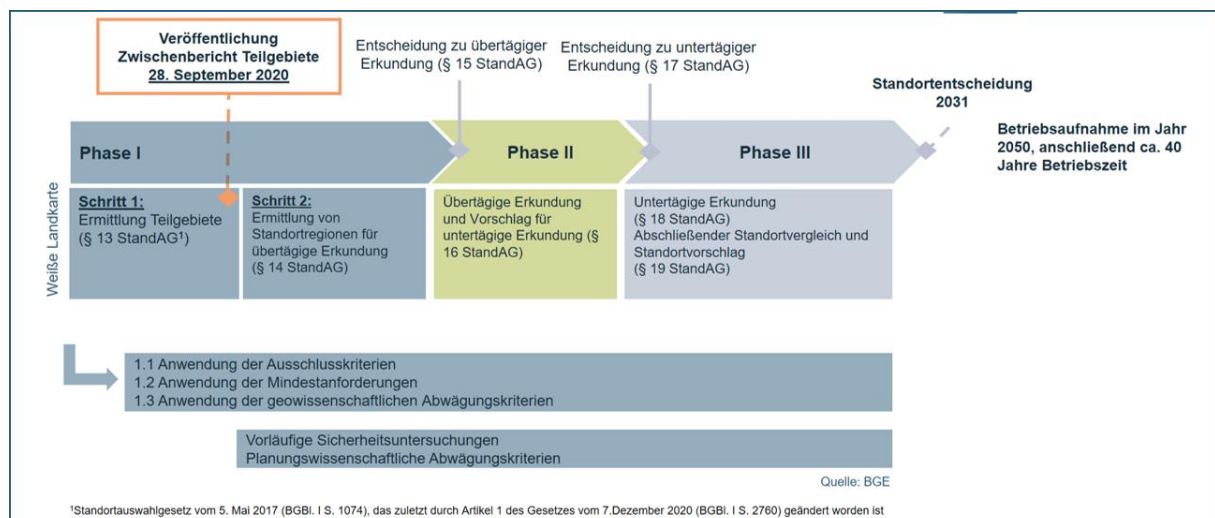 Veröffentlichung
Zwischenbericht Teilgebiete
28. September 2020
Entscheidung zu übertägiger
Erkundung (§ 15 StandAG)
Entscheidung zu untertägiger
Erkundung (§ 17 StandAG)
Standortentscheidung
2031
Betriebsaufnahme im Jahr
2050, anschließend ca. 40
Jahre Betriebszeit
Phase I
Phase II
Phase III
Weiße Landkarte
Schritt 1:
Ermittlung Teilgebiete
(§ 13 StandAG¹)
Schritt 2:
Ermittlung von
Standortregionen für
übertägige Erkundung
(§ 14 StandAG)
Übertägige Erkundung
und Vorschlag für
untertägige Erkundung (§
16 StandAG)
Untertägige Erkundung
(§ 18 StandAG)
Abschließender Standortvergleich und
Standortvorschlag
(§ 19 StandAG)
1.1 Anwendung der Ausschlusskriterien
1.2 Anwendung der Mindestanforderungen
1.3 Anwendung der geowissenschaftlichen Abwägungskriterien
Vorläufige Sicherheitsuntersuchungen
Planungswissenschaftliche Abwägungskriterien
Quelle: BGE
¹Standortauswahlgesetz vom 5. Mai 2017 (BGBl. I S. 1074), das zuletzt durch Artikel 1 des Gesetzes vom 7.Dezember 2020 (BGBl. I S. 2760) geändert worden ist